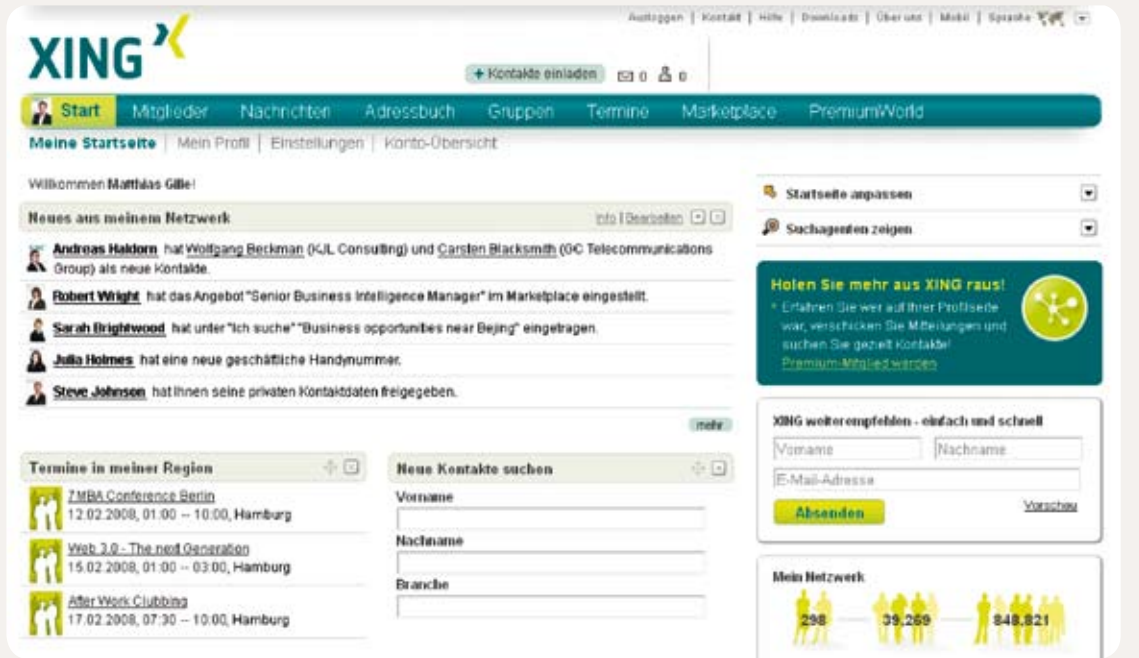 Ausloggen | Kontakt | Hilfe | Downloads | Über uns | Mobil | Sprache
XING
+ Kontakte einladen 0 0
Start Mitglieder Nachrichten Adressbuch Gruppen Termine Marketplace PremiumWorld
Meine Startseite | Mein Profil | Einstellungen | Konto-Übersicht
Willkommen Matthias Gille!
Neues aus meinem Netzwerk Info | Bearbeiten
Andreas Haldorn hat Wolfgang Beckman (KJL Consulting) und Carsten Blacksmith (GC Telecommunications
Group) als neue Kontakte.
Robert Wright hat das Angebot "Senior Business Intelligence Manager" im Marketplace eingestellt.
Sarah Brightwood hat unter "Ich suche" "Business opportunities near Bejing" eingetragen.
Julia Holmes hat eine neue geschäftliche Handynummer.
Steve Johnson hat Ihnen seine privaten Kontaktdaten freigegeben.
mehr
Termine in meiner Region
7.MBA Conference Berlin
12.02.2008, 01:00 -- 10:00, Hamburg
Web 3.0 - The next Generation
15.02.2008, 01:00 -- 03:00, Hamburg
After Work Clubbing
17.02.2008, 07:30 -- 10:00, Hamburg
Neue Kontakte suchen
Vorname
Nachname
Branche
Startseite anpassen
Suchagenten zeigen
Holen Sie mehr aus XING raus!
Erfahren Sie wer auf Ihrer Profilseite
war, verschicken Sie Mitteilungen und
suchen Sie gezielt Kontakte!
Premium-Mitglied werden
XING weiterempfehlen - einfach und schnell
Vorname Nachname
E-Mail-Adresse
Absenden Vorschau
Mein Netzwerk
298 39,269 848,821